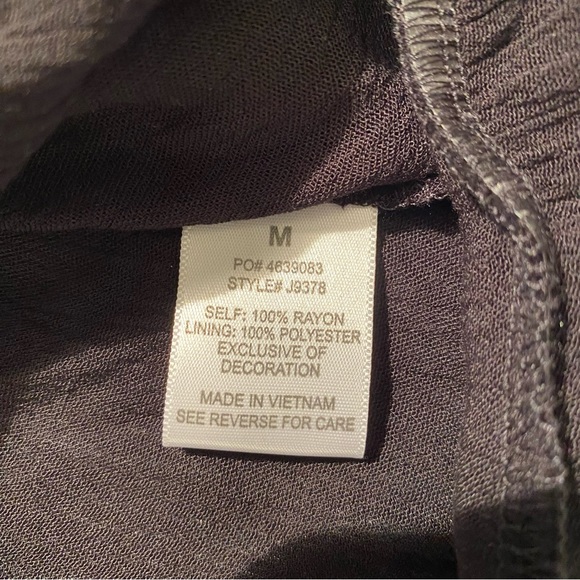 M
PO# 4639083
STYLE# J9378
SELF: 100% RAYON
LINING: 100% POLYESTER
EXCLUSIVE OF
DECORATION
MADE IN VIETNAM
SEE REVERSE FOR CARE